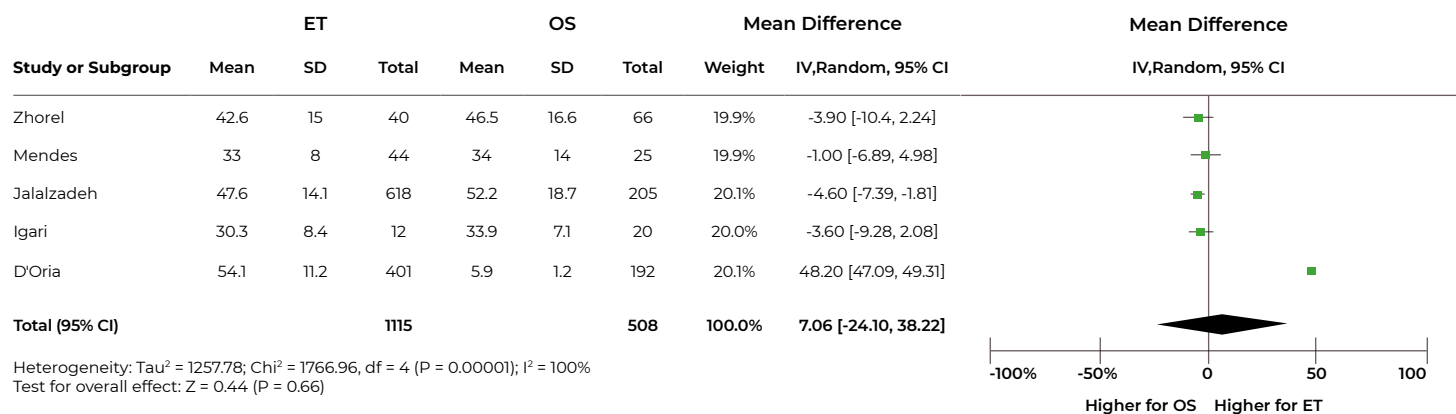 ET OS Mean Difference Mean Difference
Study or Subgroup Mean SD Total Mean SD Total Weight IV,Random, 95% CI IV,Random, 95% CI
Zhorel 42.6 15 40 46.5 16.6 66 19.9% -3.90 [-10.4, 2.24]
Mendes 33 8 44 34 14 25 19.9% -1.00 [-6.89, 4.98]
Jalalzadeh 47.6 14.1 618 52.2 18.7 205 20.1% -4.60 [-7.39, -1.81]
Igari 30.3 8.4 12 33.9 7.1 20 20.0% -3.60 [-9.28, 2.08]
D'Oria 54.1 11.2 401 5.9 1.2 192 20.1% 48.20 [47.09, 49.31]
Total (95% CI) 1115 508 100.0% 7.06 [-24.10, 38.22]
Heterogeneity: Tau² = 1257.78; Chi² = 1766.96, df = 4 (P = 0.00001); I² = 100%
Test for overall effect: Z = 0.44 (P = 0.66)
-100% -50% 0 50 100
Higher for OS Higher for ET